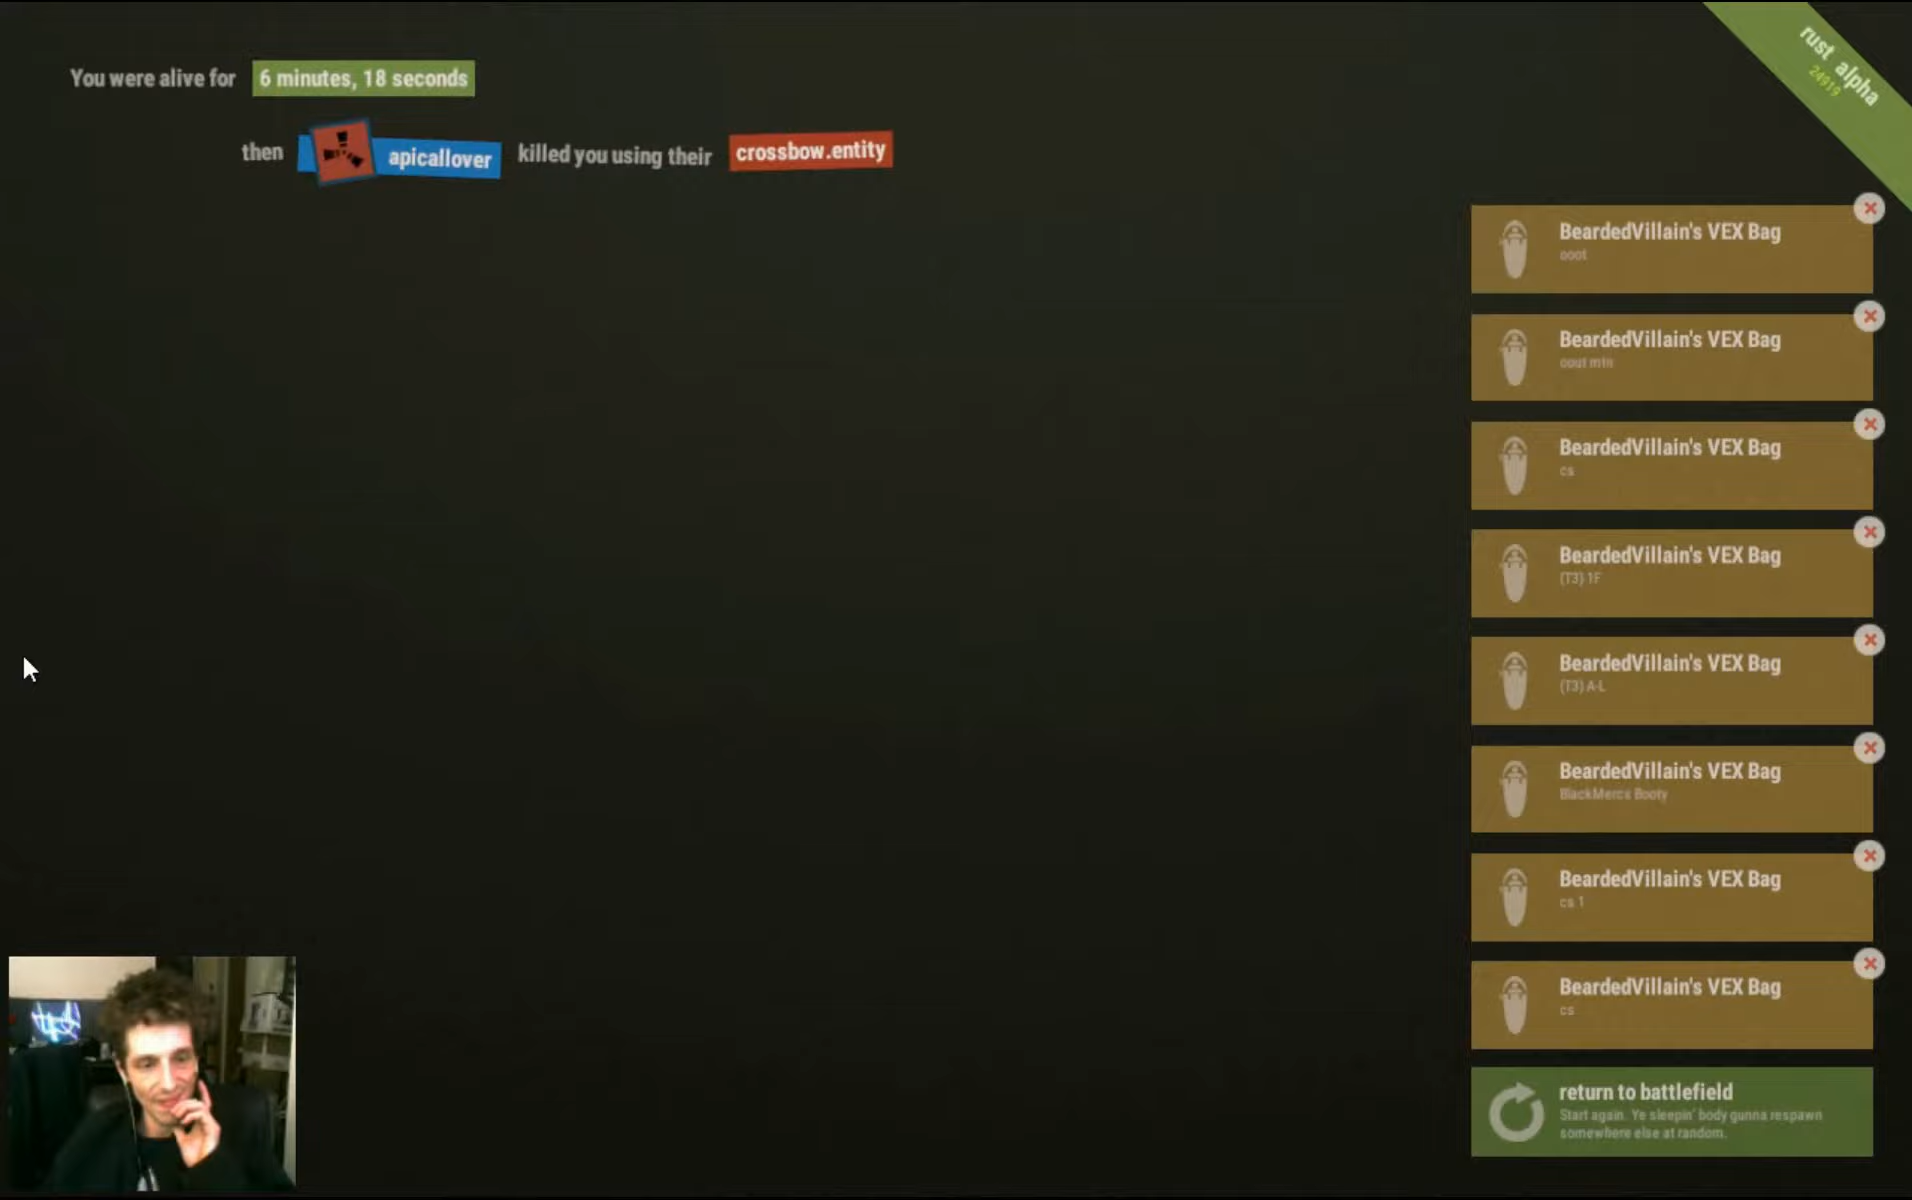 You were alive for 6 minutes, 18 seconds
then apicallover killed you using their crossbow.entity
rust alpha
24919
BeardedVillain's VEX Bag
ooot
BeardedVillain's VEX Bag
oout mtn
BeardedVillain's VEX Bag
cs
BeardedVillain's VEX Bag
(T3) 1F
BeardedVillain's VEX Bag
(T3) A-L
BeardedVillain's VEX Bag
BlackMercs Booty
BeardedVillain's VEX Bag
cs 1
BeardedVillain's VEX Bag
cs
return to battlefield
Start again. Ye sleepin' body gunna respawn
somewhere else at random.